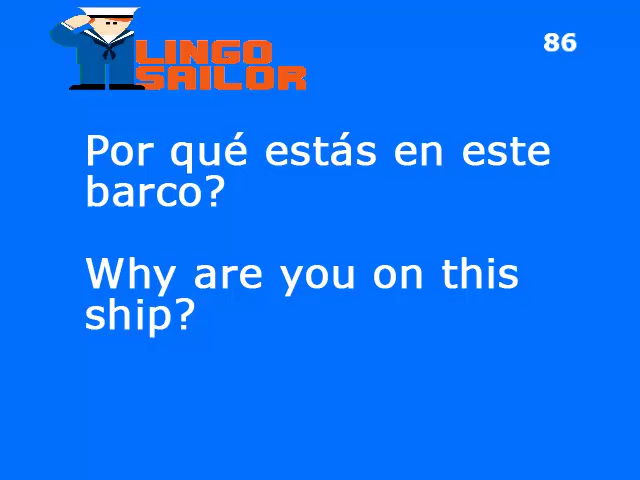 LINGO
SAILOR
86
Por qué estás en este
barco?
Why are you on this
ship?